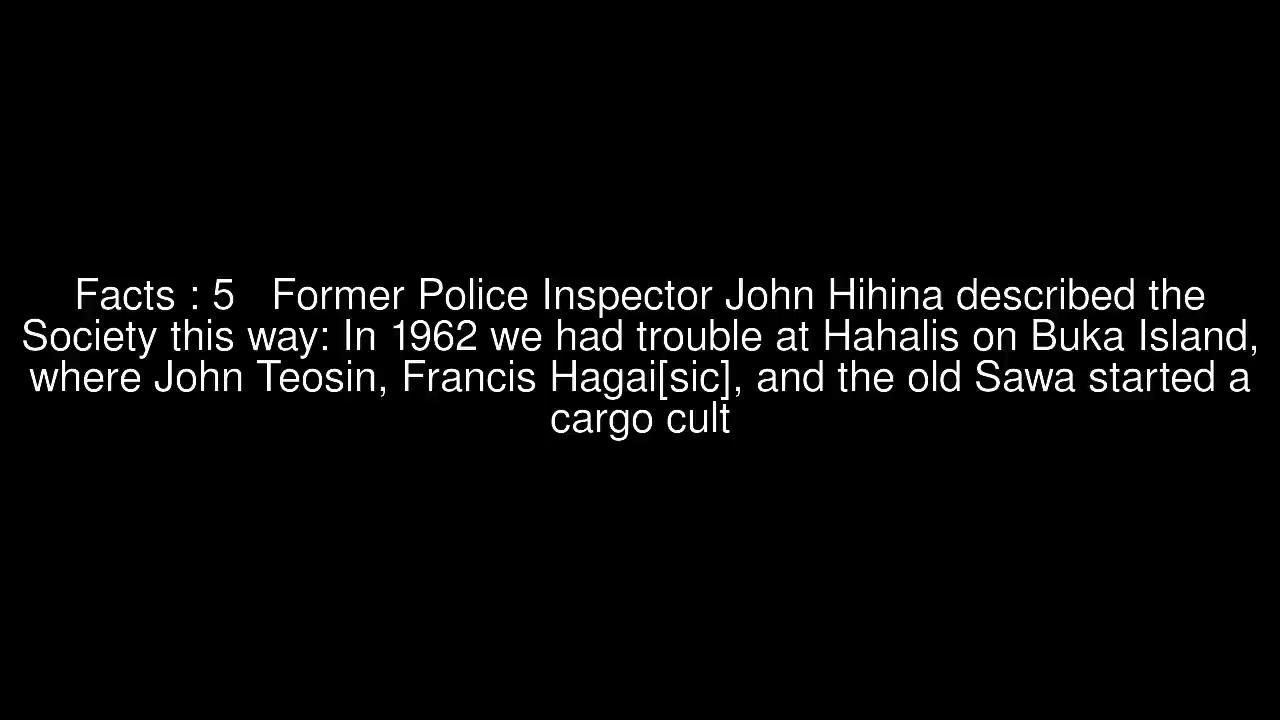 Facts : 5   Former Police Inspector John Hihina described the
Society this way: In 1962 we had trouble at Hahalis on Buka Island,
where John Teosin, Francis Hagai[sic], and the old Sawa started a
cargo cult